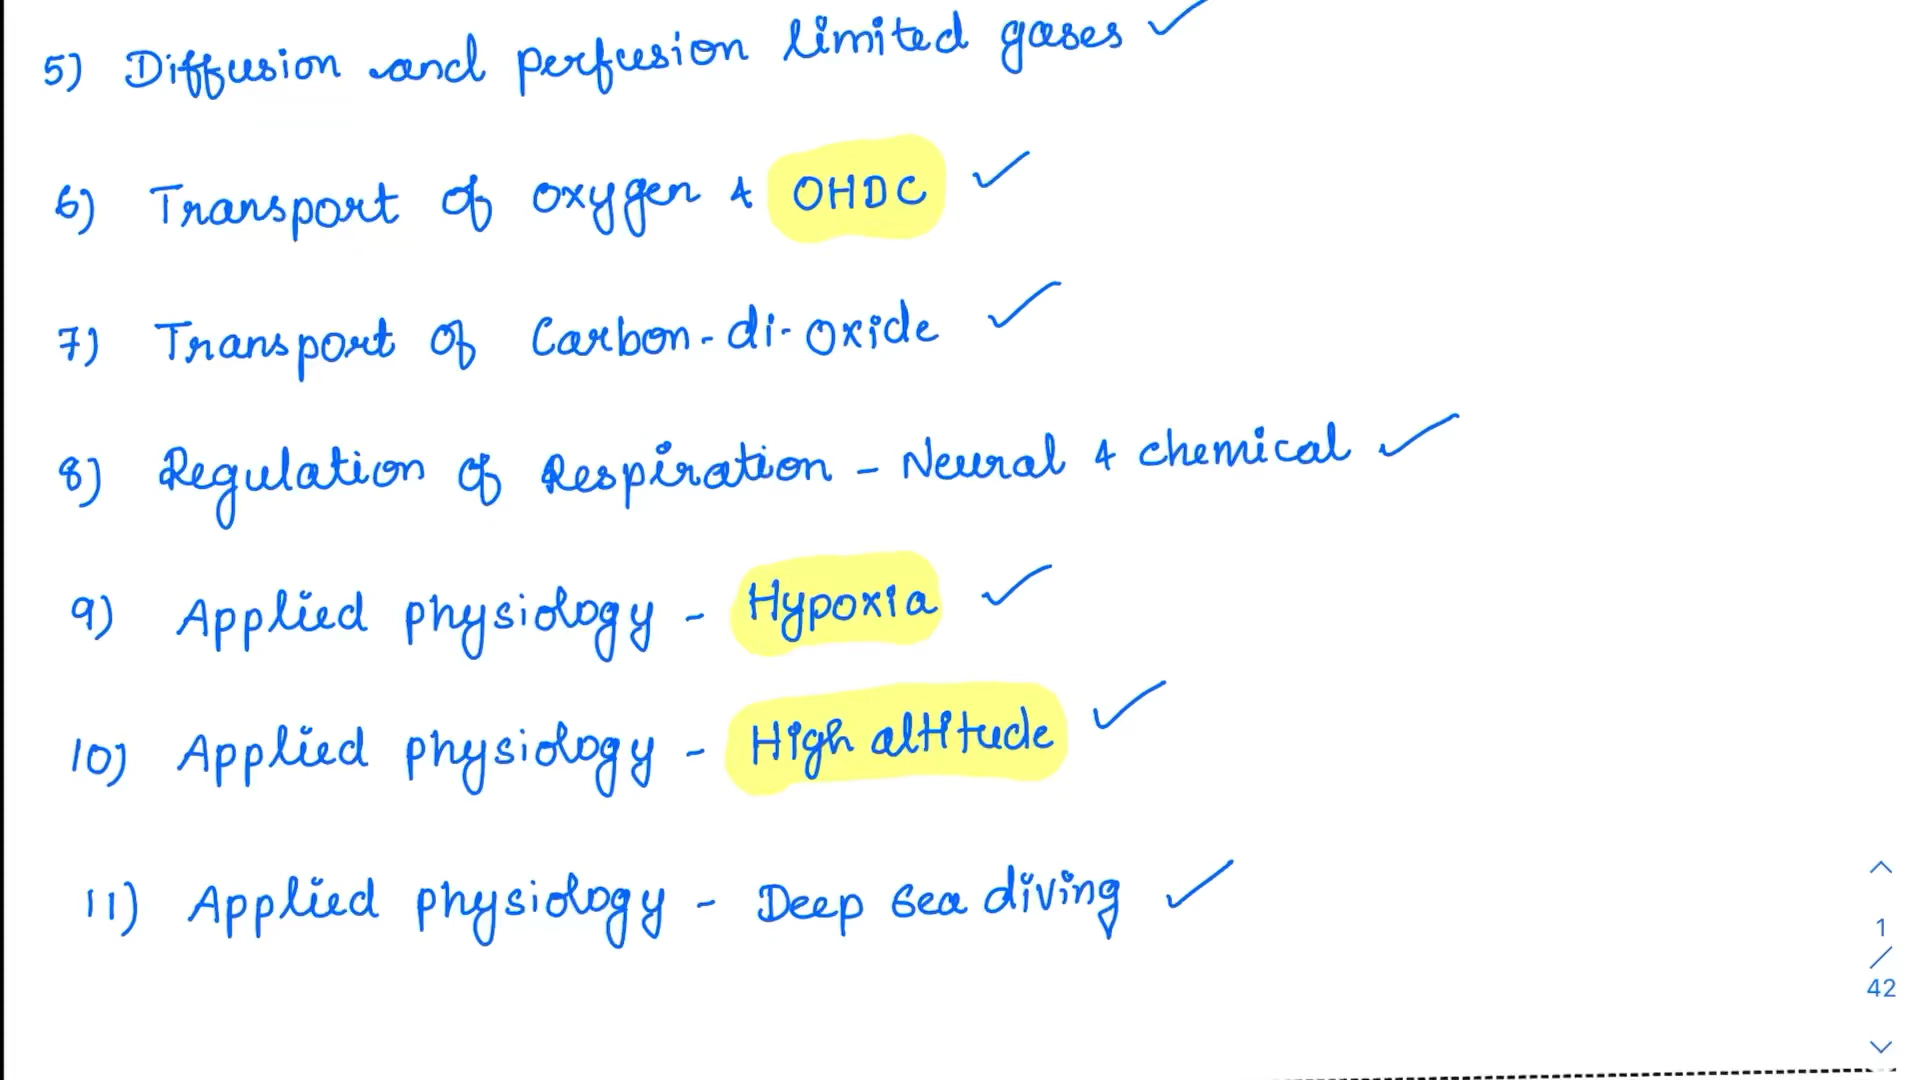 5) Diffusion and perfusion limited gases ✓
6) Transport of oxygen & OHDC ✓
7) Transport of Carbon-di-Oxide ✓
8) Regulation of Respiration - Neural & chemical ✓
9) Applied physiology - Hypoxia ✓
10) Applied physiology - High altitude ✓
11) Applied physiology - Deep sea diving ✓
1
/
42